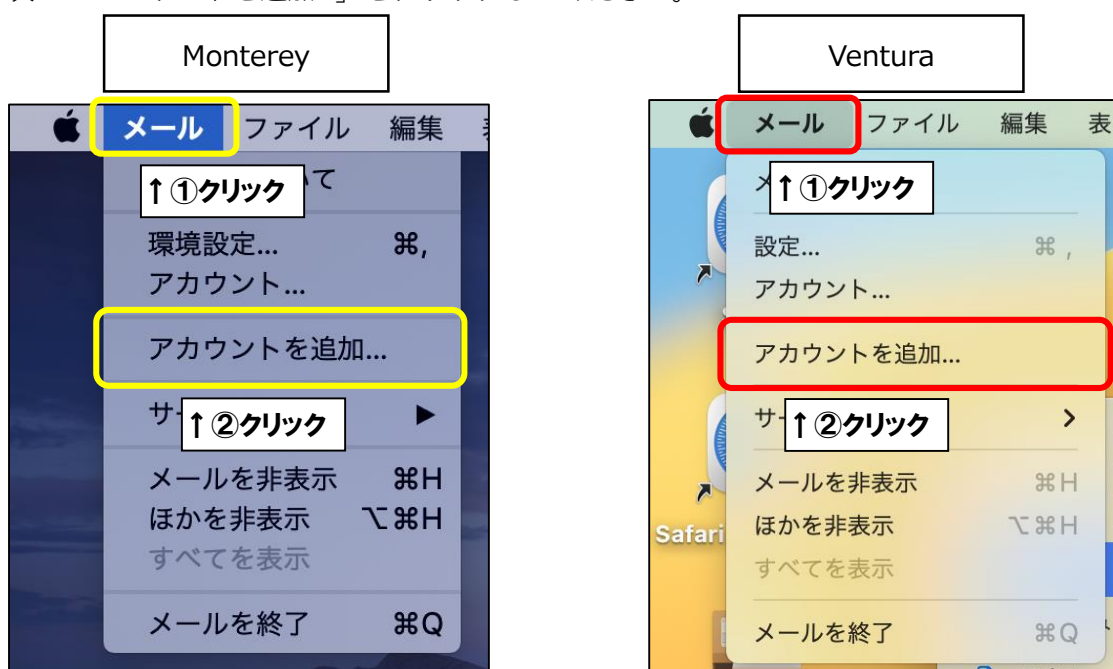 Monterey
メール ファイル 編集
↑①クリック いて
環境設定... ⌘,
アカウント...
アカウントを追加...
サ ↑②クリック ▶
メールを非表示 ⌘H
ほかを非表示 ⌥⌘H
すべてを表示
メールを終了 ⌘Q
Ventura
メール ファイル 編集 表
メ ↑①クリック
設定... ⌘ ,
アカウント...
アカウントを追加...
サー ↑②クリック >
メールを非表示 ⌘H
ほかを非表示 ⌥⌘H
すべてを表示
メールを終了 ⌘Q
Safari